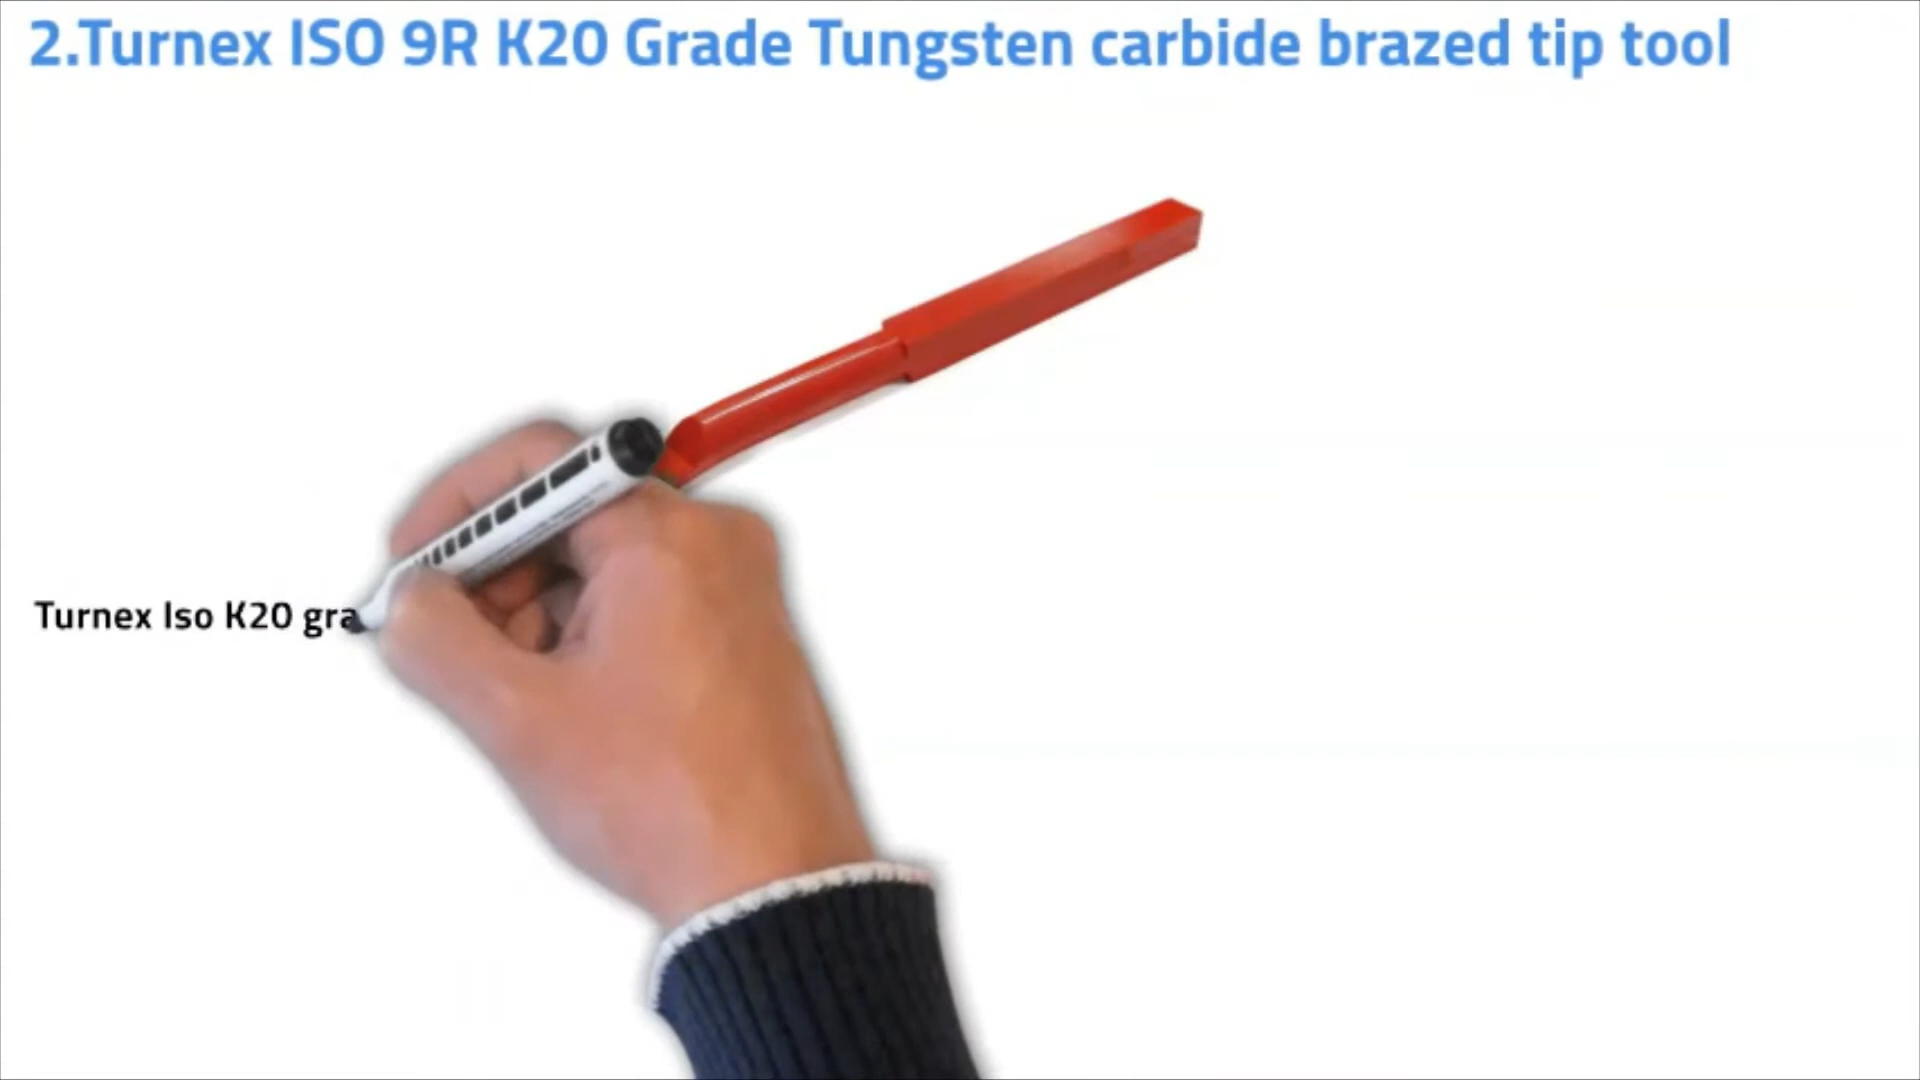 2.Turnex ISO 9R K20 Grade Tungsten carbide brazed tip tool
Turnex Iso K20 gra